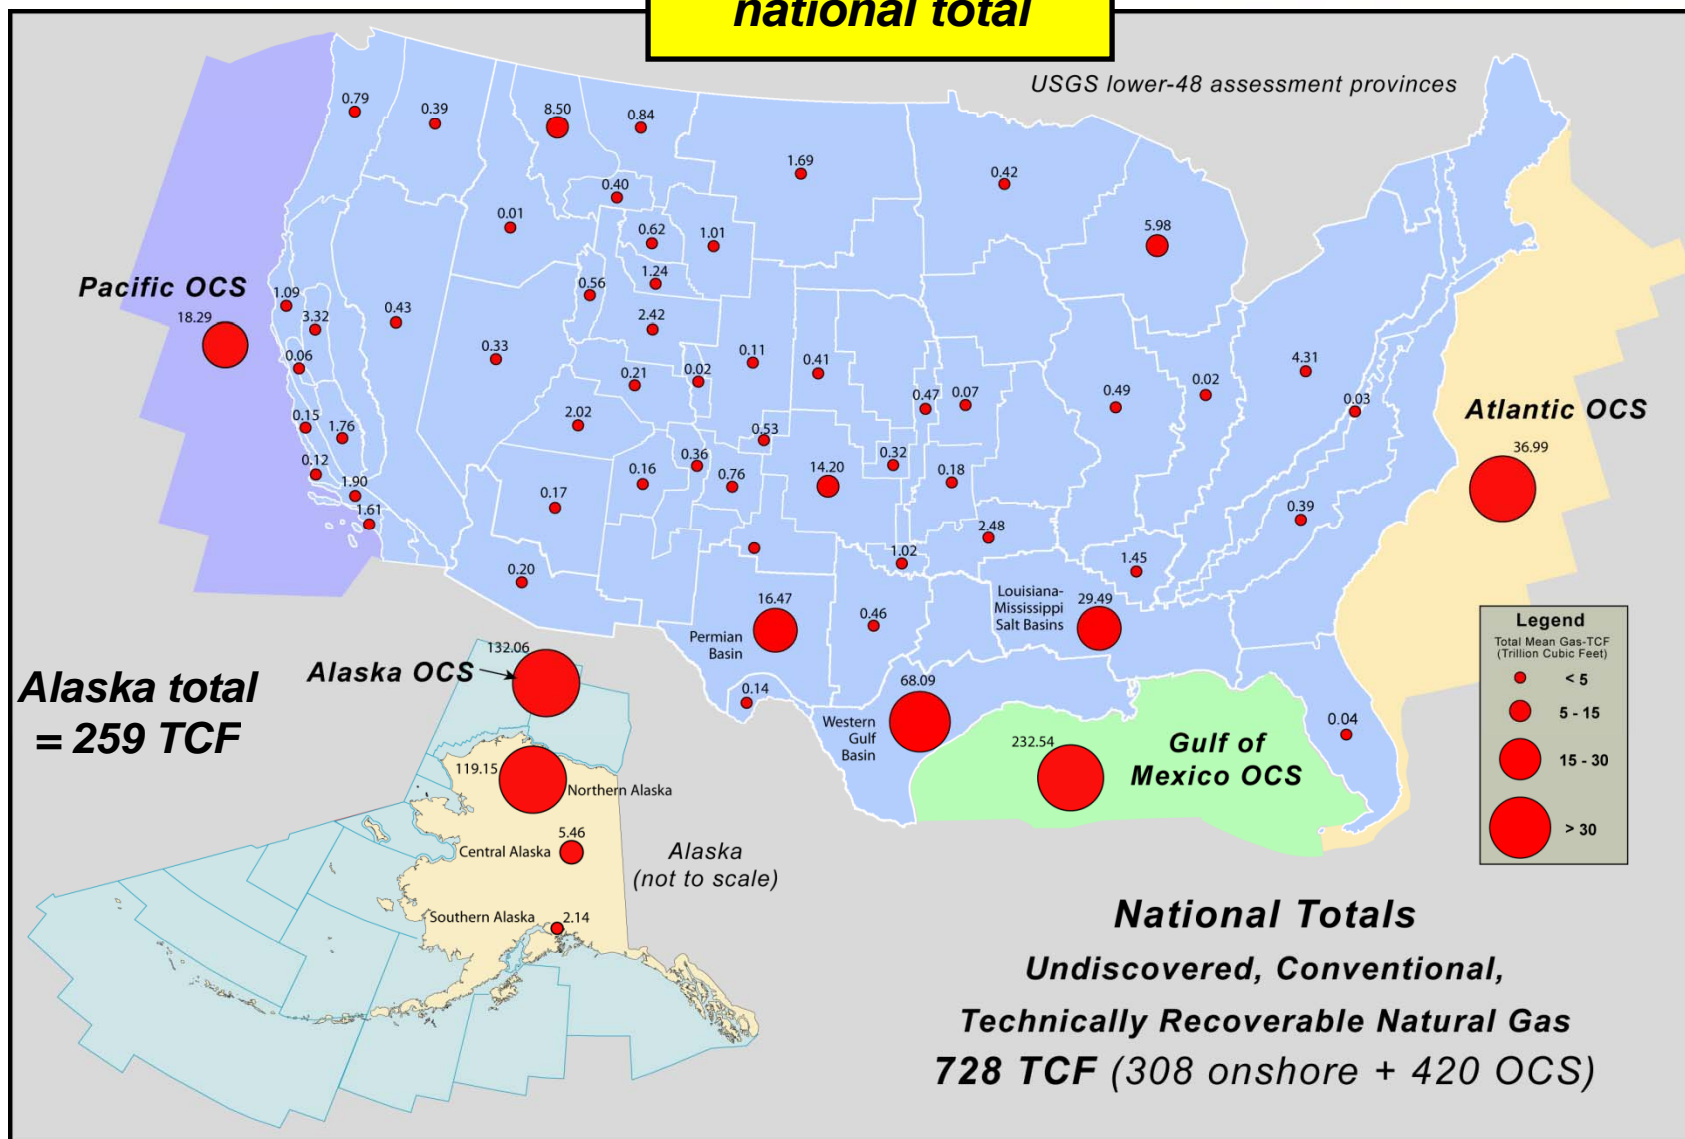 national total
USGS lower-48 assessment provinces
0.79
0.39
8.50
0.84
1.69
0.42
5.98
0.40
0.01
0.62
1.01
1.24
0.56
Pacific OCS
18.29
1.09
3.32
0.43
2.42
0.06
0.33
0.11
0.41
0.21
0.02
0.47
0.07
0.49
0.02
4.31
0.03
Atlantic OCS
36.99
0.15
1.76
2.02
0.53
0.12
0.36
0.16
0.76
14.20
0.32
0.18
1.90
1.61
0.17
0.39
2.48
1.02
1.45
0.20
16.47
Permian
Basin
0.46
Louisiana-
Mississippi
Salt Basins
29.49
0.14
68.09
Western
Gulf
Basin
232.54
Gulf of
Mexico OCS
0.04
Legend
Total Mean Gas-TCF
(Trillion Cubic Feet)
< 5
5 - 15
15 - 30
> 30
132.06
Alaska OCS
Alaska total
= 259 TCF
119.15
Northern Alaska
5.46
Central Alaska
Alaska
(not to scale)
Southern Alaska
2.14
National Totals
Undiscovered, Conventional,
Technically Recoverable Natural Gas
728 TCF (308 onshore + 420 OCS)